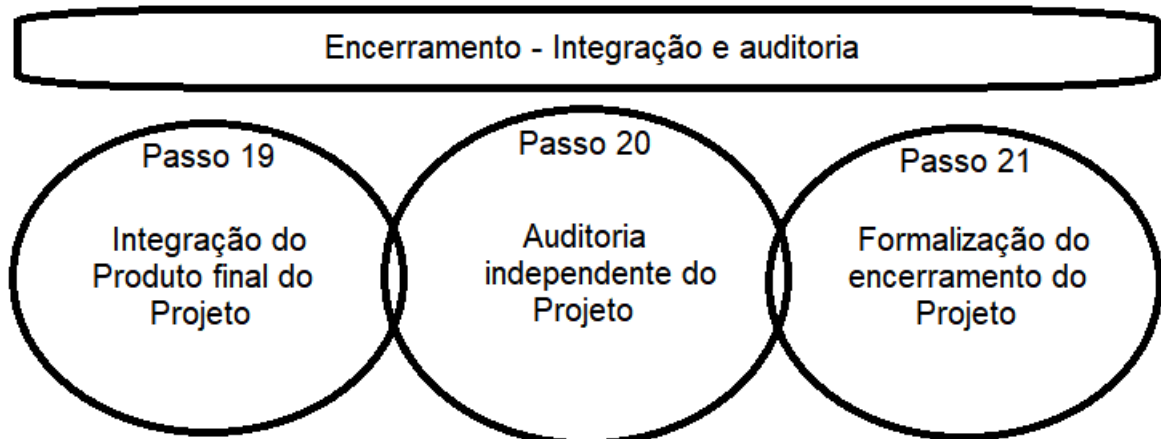 Encerramento - Integração e auditoria
Passo 19
Integração do
Produto final do
Projeto
Passo 20
Auditoria
independente do
Projeto
Passo 21
Formalização do
encerramento do
Projeto